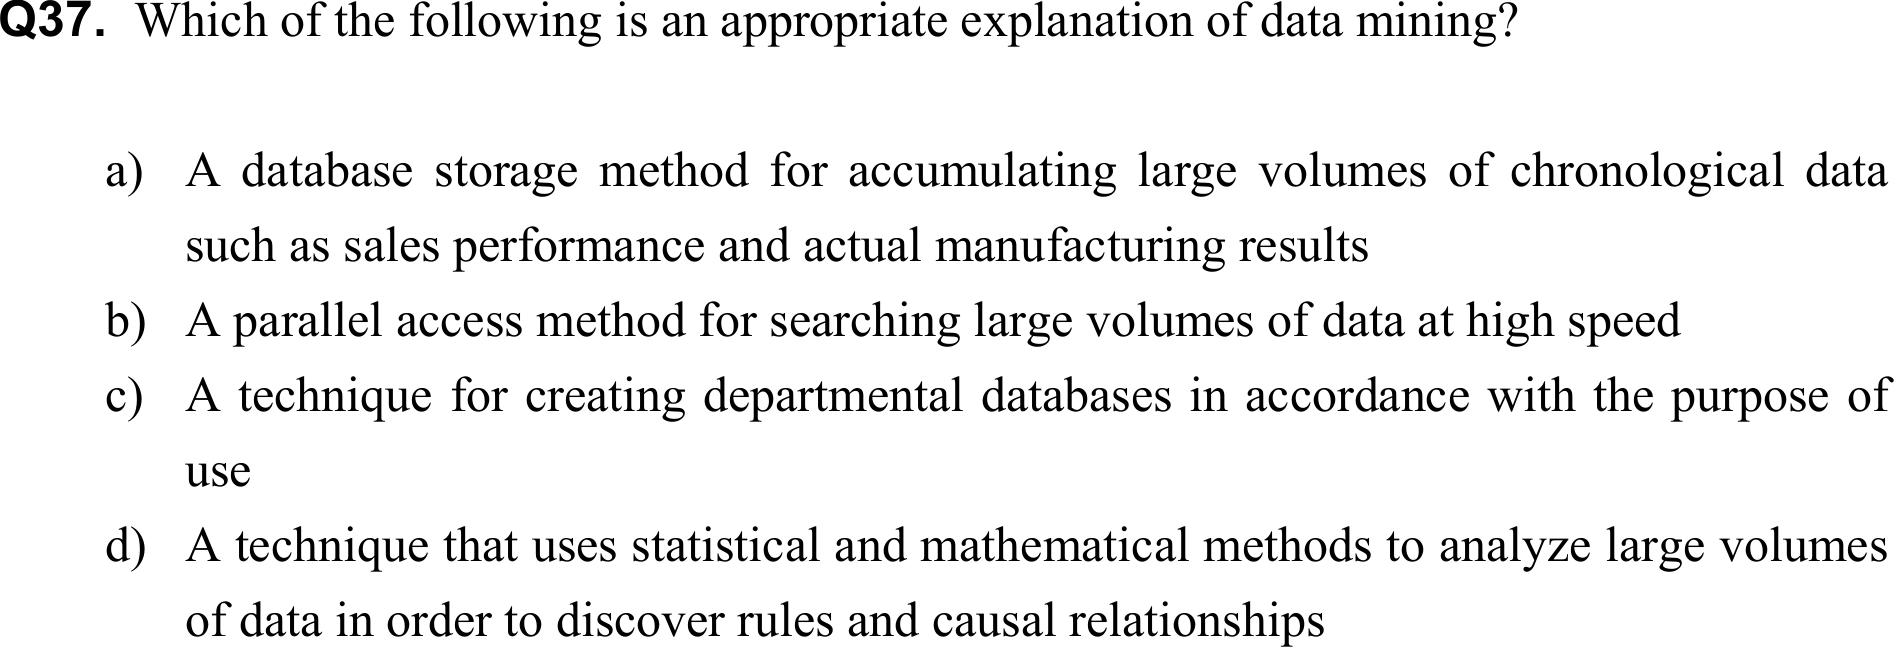 Q37. Which of the following is an appropriate explanation of data mining?
a) A database storage method for accumulating large volumes of chronological data
such as sales performance and actual manufacturing results
b) A parallel access method for searching large volumes of data at high speed
c) A technique for creating departmental databases in accordance with the purpose of
use
d) A technique that uses statistical and mathematical methods to analyze large volumes
of data in order to discover rules and causal relationships